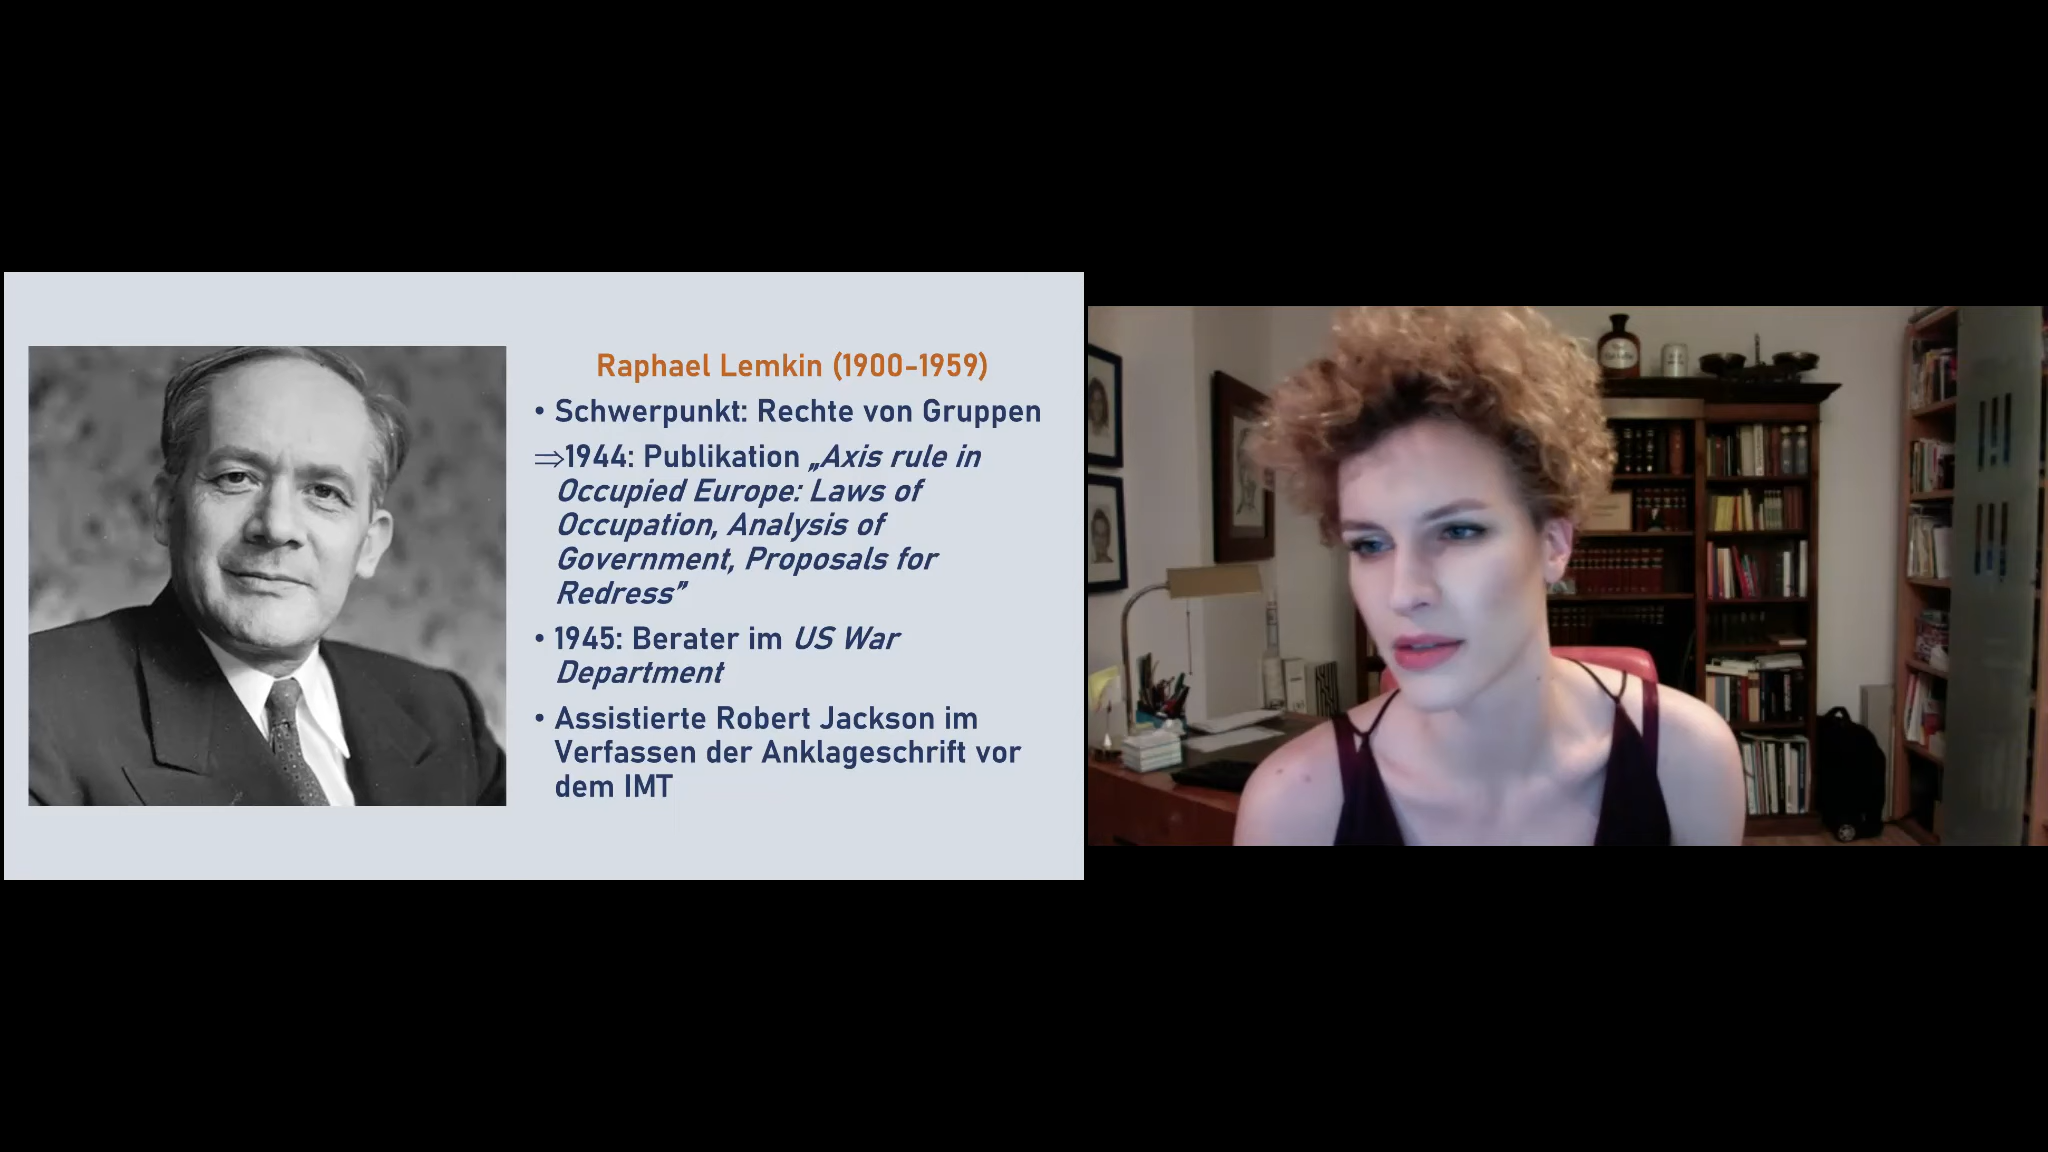 Raphael Lemkin (1900-1959)
• Schwerpunkt: Rechte von Gruppen
⇒1944: Publikation „Axis rule in
Occupied Europe: Laws of
Occupation, Analysis of
Government, Proposals for
Redress”
• 1945: Berater im US War
Department
• Assistierte Robert Jackson im
Verfassen der Anklageschrift vor
dem IMT